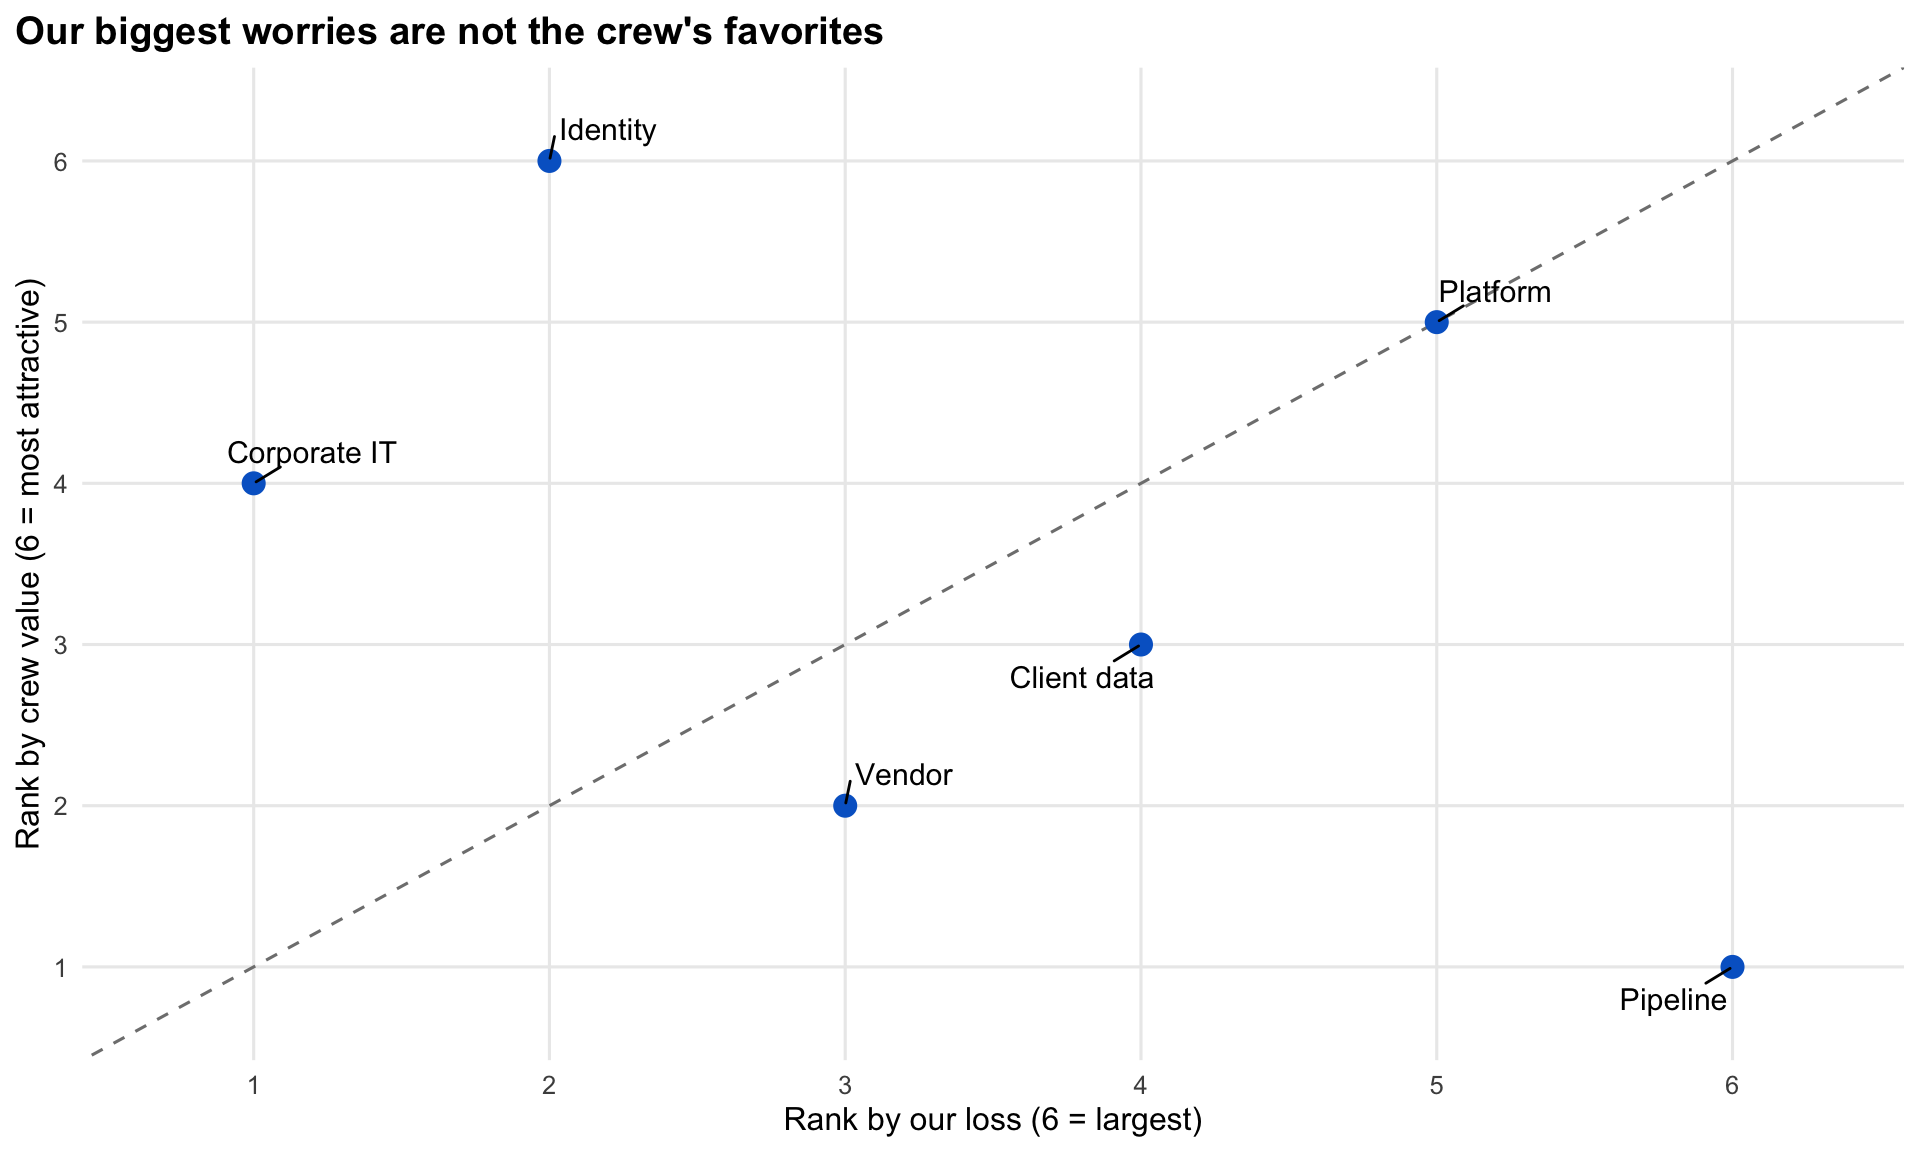 Our biggest worries are not the crew's favorites
Rank by crew value (6 = most attractive)
6
5
4
3
2
1
Identity
Platform
Corporate IT
Client data
Vendor
Pipeline
1 2 3 4 5 6
Rank by our loss (6 = largest)